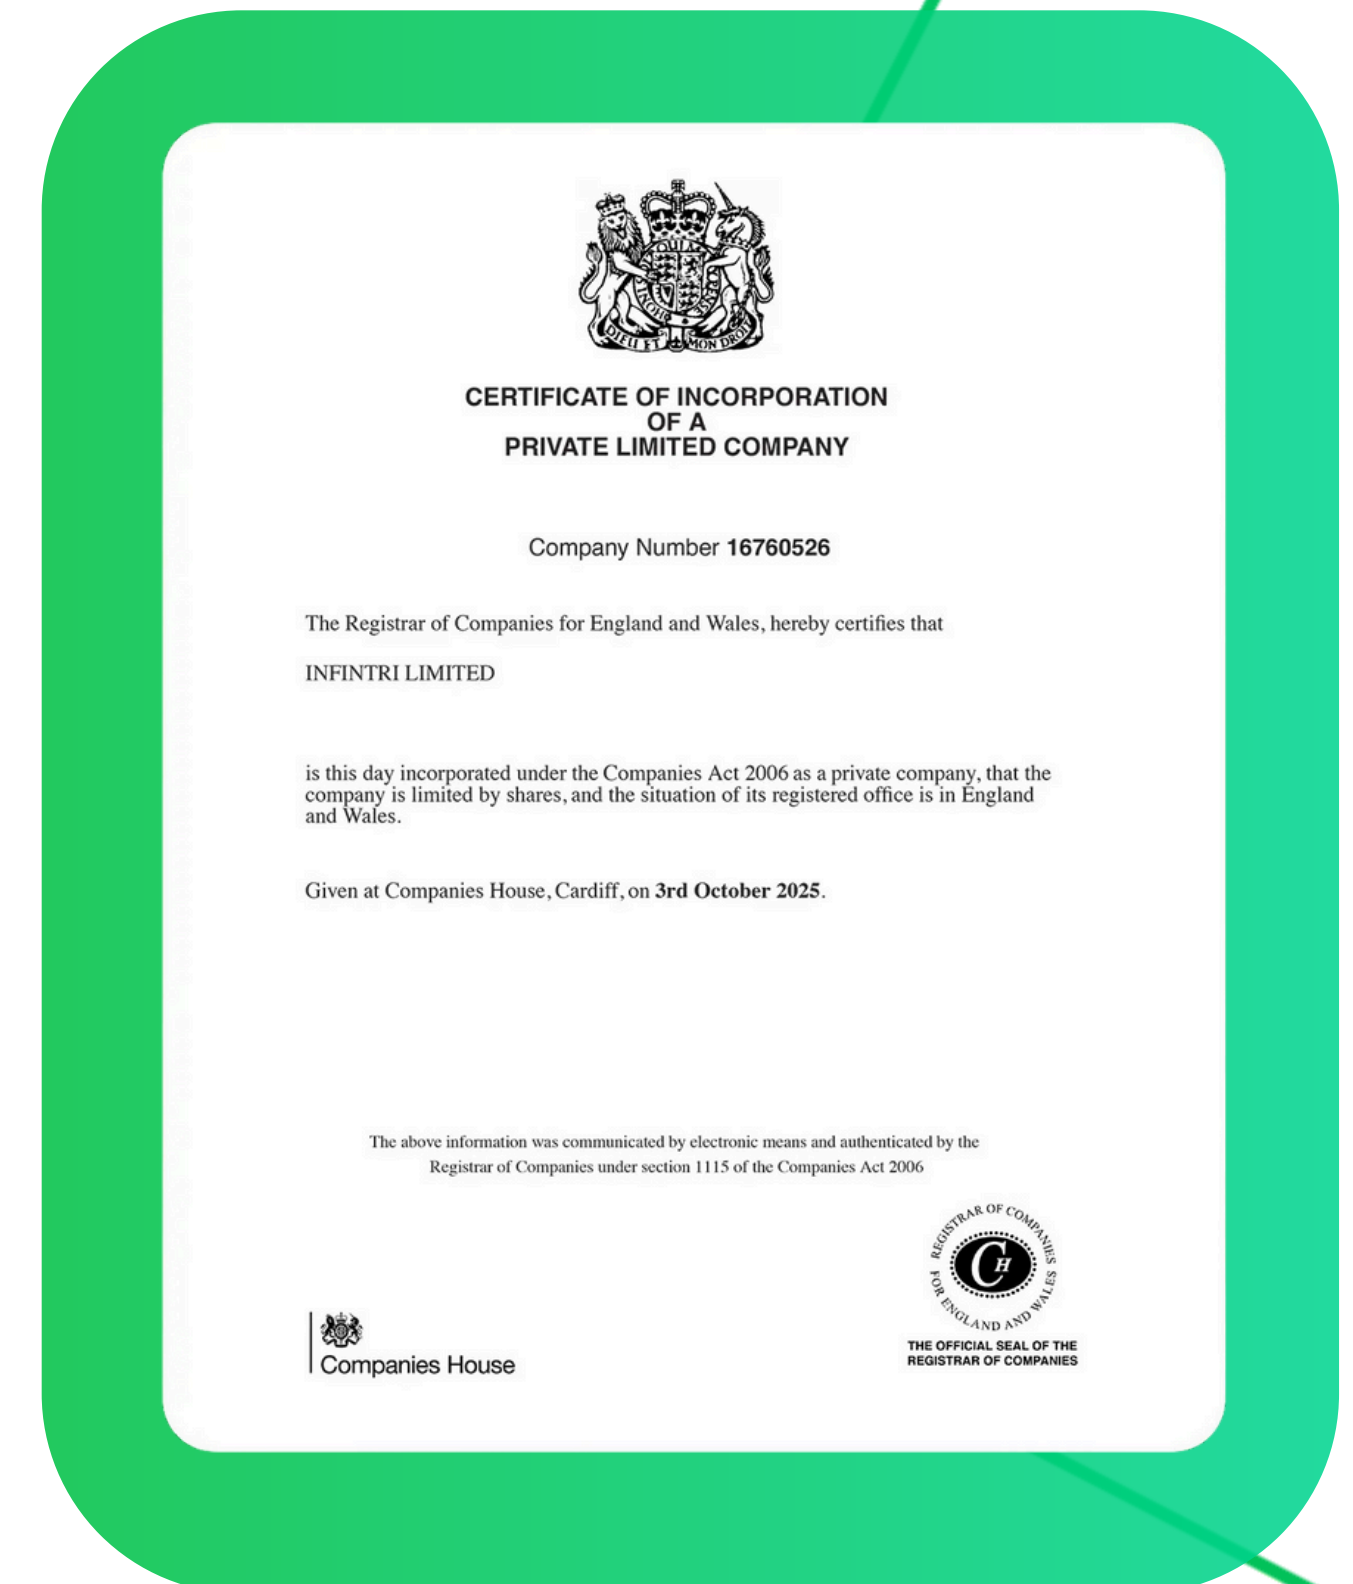 QUI
HONI
DIEU ET MON DROIT
CERTIFICATE OF INCORPORATION
OF A
PRIVATE LIMITED COMPANY
Company Number 16760526
The Registrar of Companies for England and Wales, hereby certifies that
INFINTRI LIMITED
is this day incorporated under the Companies Act 2006 as a private company, that the
company is limited by shares, and the situation of its registered office is in England
and Wales.
Given at Companies House, Cardiff, on 3rd October 2025.
The above information was communicated by electronic means and authenticated by the
Registrar of Companies under section 1115 of the Companies Act 2006
REGISTRAR OF COMPANIES
FOR ENGLAND AND WALES
CH
THE OFFICIAL SEAL OF THE
REGISTRAR OF COMPANIES
Companies House